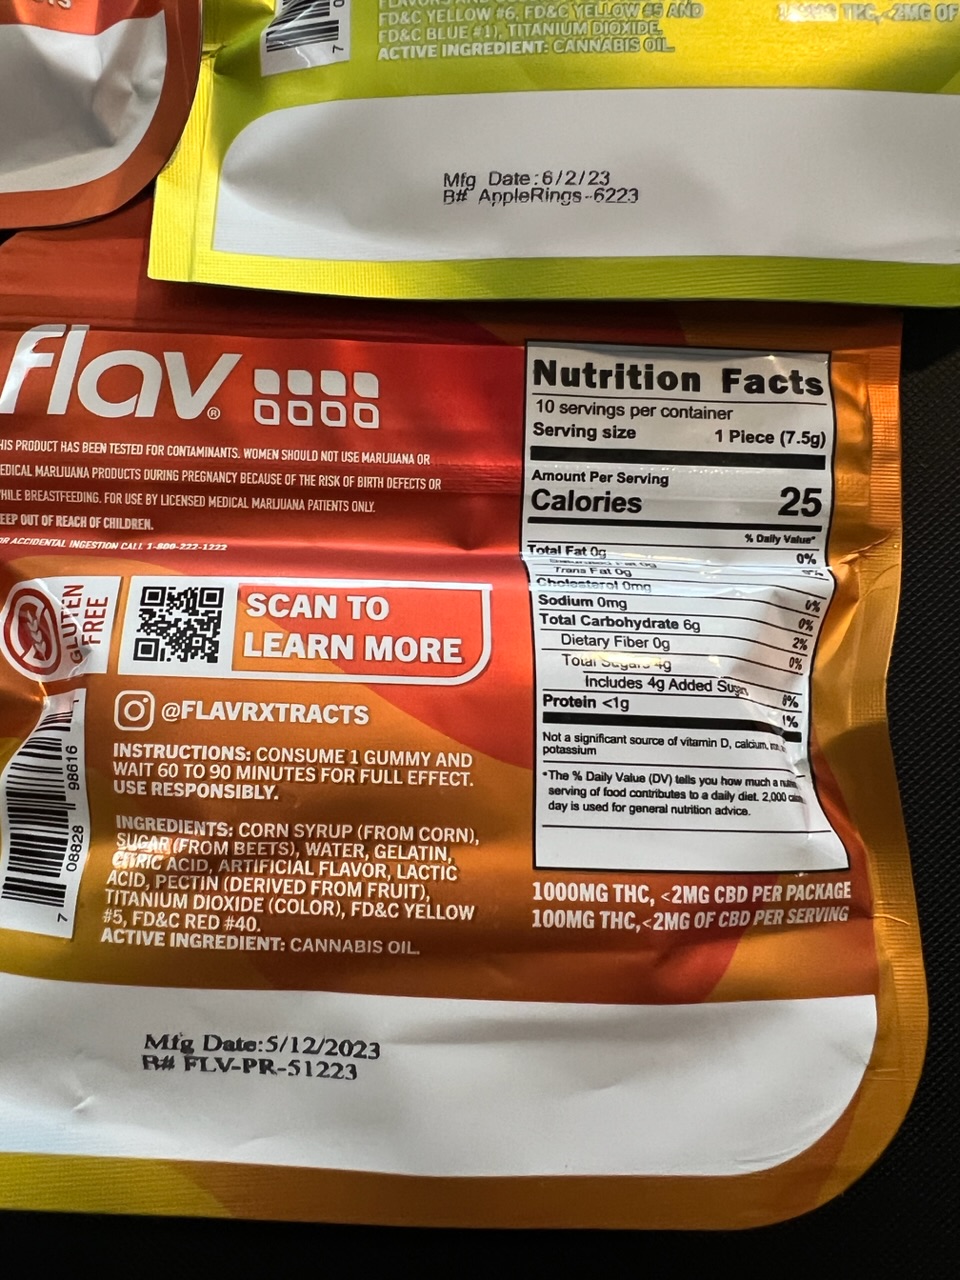 FD&C YELLOW #6, FD&C YELLOW #5 AND
FD&C BLUE #1), TITANIUM DIOXIDE.
ACTIVE INGREDIENT: CANNABIS OIL.
THC, <2MG OF
Mfg Date:6/2/23
B# AppleRings-6223
flav®
THIS PRODUCT HAS BEEN TESTED FOR CONTAMINANTS. WOMEN SHOULD NOT USE MARIJUANA OR
EDICAL MARIJUANA PRODUCTS DURING PREGNANCY BECAUSE OF THE RISK OF BIRTH DEFECTS OR
HILE BREASTFEEDING. FOR USE BY LICENSED MEDICAL MARIJUANA PATIENTS ONLY.
EEP OUT OF REACH OF CHILDREN.
OR ACCIDENTAL INGESTION CALL 1-800-222-1222
GLUTEN
FREE
SCAN TO
LEARN MORE
@FLAVRXTRACTS
INSTRUCTIONS: CONSUME 1 GUMMY AND
WAIT 60 TO 90 MINUTES FOR FULL EFFECT.
USE RESPONSIBLY.
INGREDIENTS: CORN SYRUP (FROM CORN),
SUGAR (FROM BEETS), WATER, GELATIN,
CITRIC ACID, ARTIFICIAL FLAVOR, LACTIC
ACID, PECTIN (DERIVED FROM FRUIT),
TITANIUM DIOXIDE (COLOR), FD&C YELLOW
#5, FD&C RED #40.
ACTIVE INGREDIENT: CANNABIS OIL.
7 08828 98616 1
Nutrition Facts
10 servings per container
Serving size 1 Piece (7.5g)
Amount Per Serving
Calories 25
% Daily Value*
Total Fat 0g 0%
Trans Fat 0g
Cholesterol 0mg 0%
Sodium 0mg 0%
Total Carbohydrate 6g 2%
Dietary Fiber 0g 0%
Total Sugars 4g
Includes 4g Added Sugars 8%
Protein <1g 1%
Not a significant source of vitamin D, calcium,
potassium
*The % Daily Value (DV) tells you how much a
serving of food contributes to a daily diet. 2,000
day is used for general nutrition advice.
1000MG THC, <2MG CBD PER PACKAGE
100MG THC,<2MG OF CBD PER SERVING
Mfg Date:5/12/2023
B# FLV-PR-51223